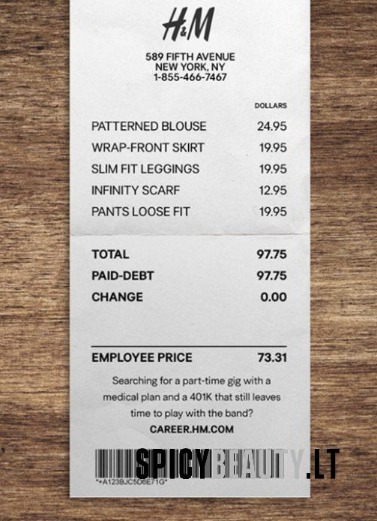 H&M
589 FIFTH AVENUE
NEW YORK, NY
1-855-466-7467
DOLLARS
PATTERNED BLOUSE 24.95
WRAP-FRONT SKIRT 19.95
SLIM FIT LEGGINGS 19.95
INFINITY SCARF 12.95
PANTS LOOSE FIT 19.95
TOTAL 97.75
PAID-DEBT 97.75
CHANGE 0.00
EMPLOYEE PRICE 73.31
Searching for a part-time gig with a
medical plan and a 401K that still leaves
time to play with the band?
CAREER.HM.COM
SPICYBEAUTY.LT